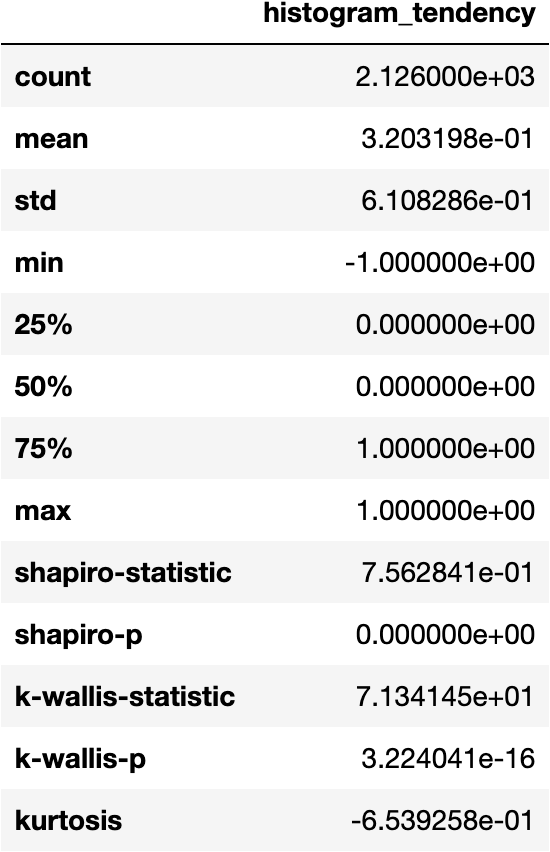 histogram_tendency
count 2.126000e+03
mean 3.203198e-01
std 6.108286e-01
min -1.000000e+00
25% 0.000000e+00
50% 0.000000e+00
75% 1.000000e+00
max 1.000000e+00
shapiro-statistic 7.562841e-01
shapiro-p 0.000000e+00
k-wallis-statistic 7.134145e+01
k-wallis-p 3.224041e-16
kurtosis -6.539258e-01